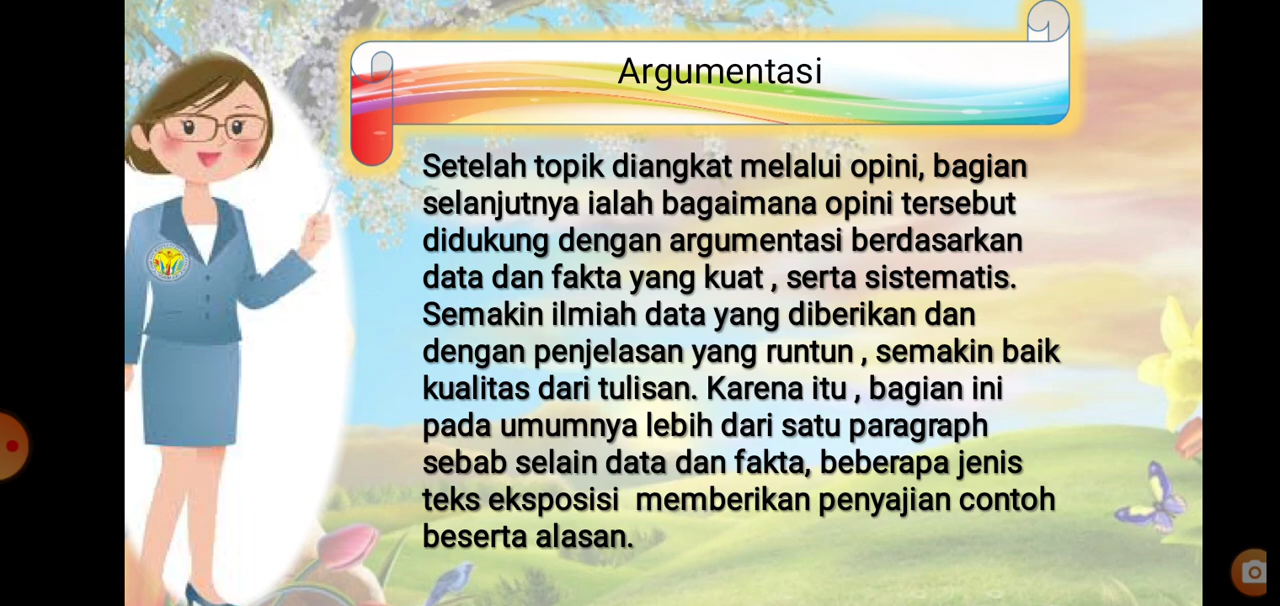 Argumentasi
Setelah topik diangkat melalui opini, bagian
selanjutnya ialah bagaimana opini tersebut
didukung dengan argumentasi berdasarkan
data dan fakta yang kuat , serta sistematis.
Semakin ilmiah data yang diberikan dan
dengan penjelasan yang runtun , semakin baik
kualitas dari tulisan. Karena itu , bagian ini
pada umumnya lebih dari satu paragraph
sebab selain data dan fakta, beberapa jenis
teks eksposisi  memberikan penyajian contoh
beserta alasan.